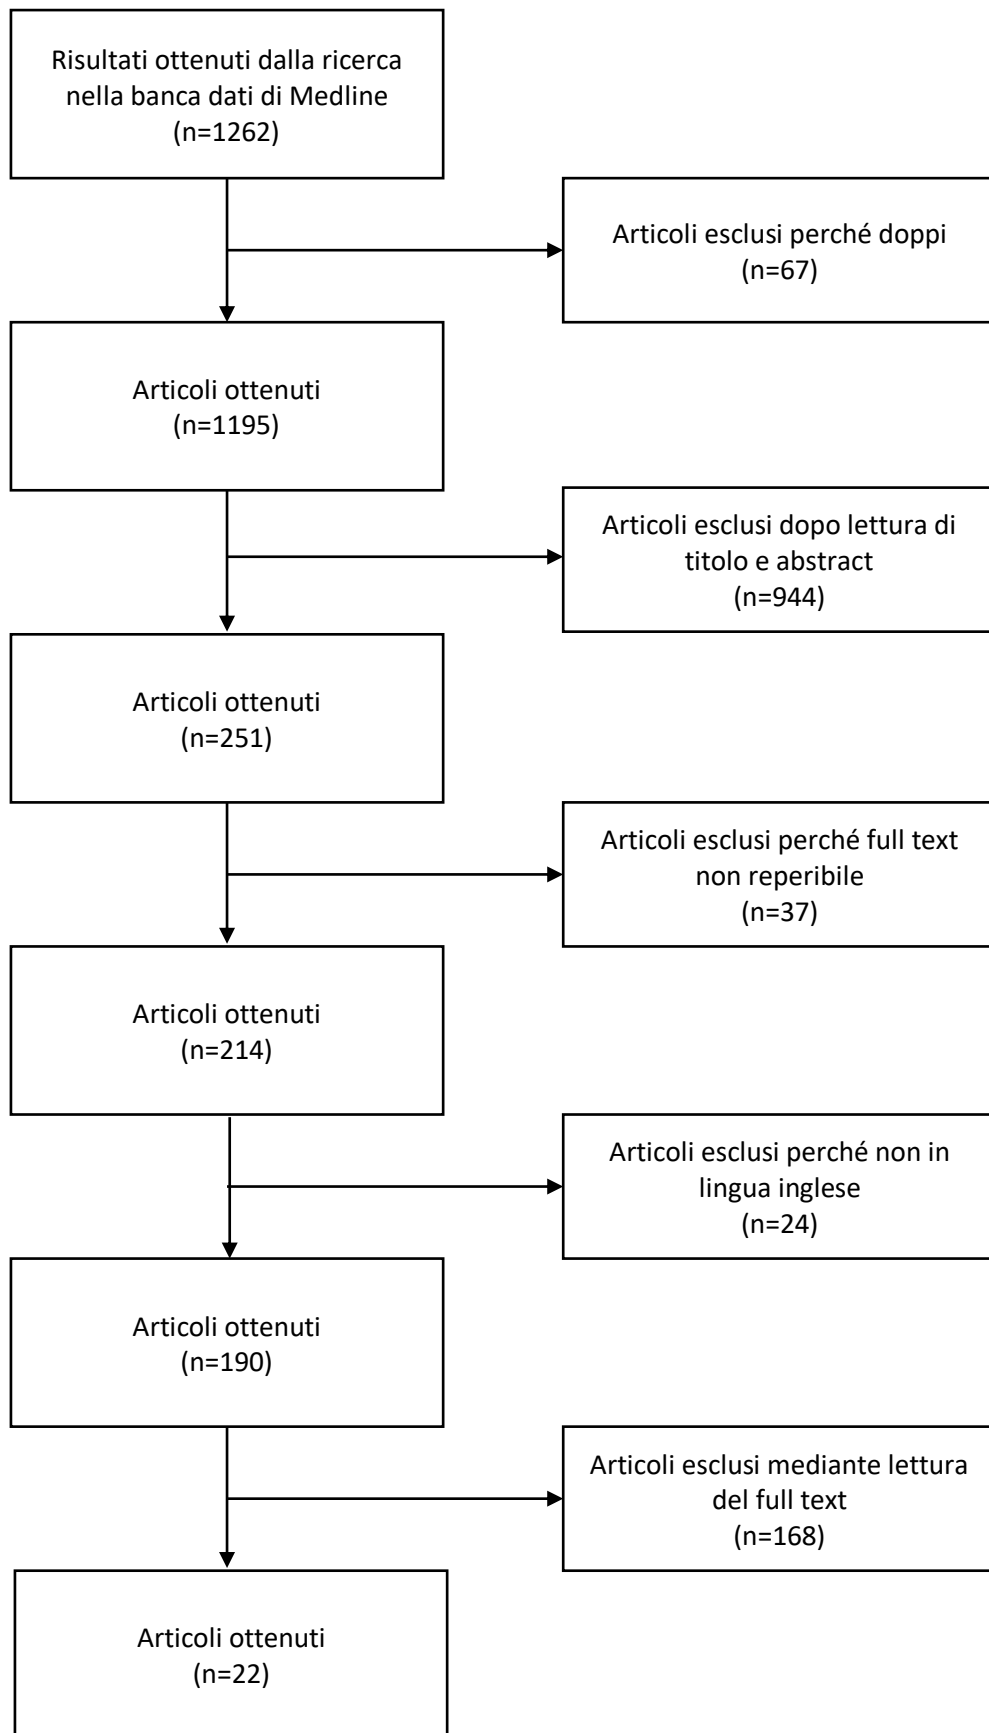 Risultati ottenuti dalla ricerca
nella banca dati di Medline
(n=1262)
Articoli esclusi perché doppi
(n=67)
Articoli ottenuti
(n=1195)
Articoli esclusi dopo lettura di
titolo e abstract
(n=944)
Articoli ottenuti
(n=251)
Articoli esclusi perché full text
non reperibile
(n=37)
Articoli ottenuti
(n=214)
Articoli esclusi perché non in
lingua inglese
(n=24)
Articoli ottenuti
(n=190)
Articoli esclusi mediante lettura
del full text
(n=168)
Articoli ottenuti
(n=22)